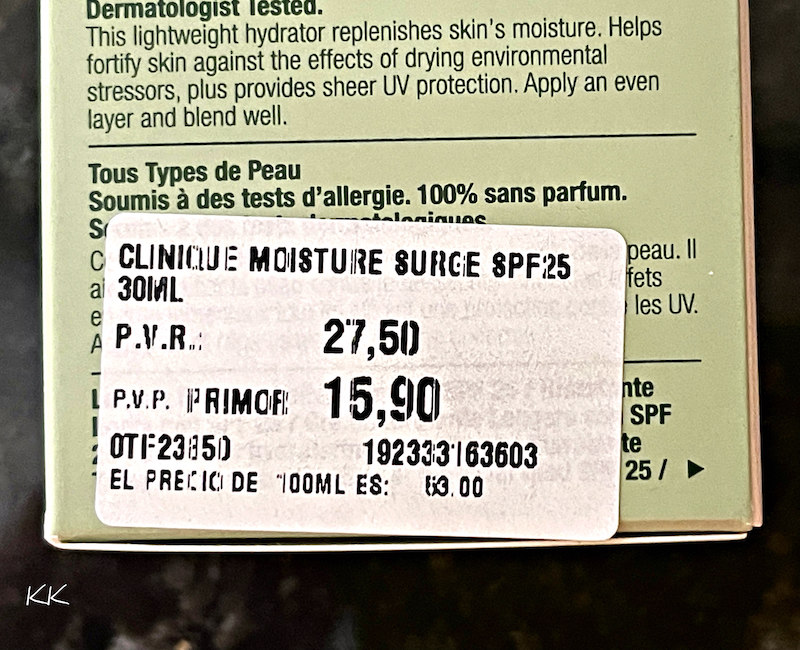 Dermatologist Tested.
This lightweight hydrator replenishes skin's moisture. Helps
fortify skin against the effects of drying environmental
stressors, plus provides sheer UV protection. Apply an even
layer and blend well.
Tous Types de Peau
Soumis à des tests d'allergie. 100% sans parfum.
peau. Il
fets
les UV.
CLINIQUE MOISTURE SURGE SPF25
30ML
P.V.R.: 27,50
P.V.P. PRIMOR 15,90
OTF23850 192333163603
EL PRECIO DE 100ML ES: 53.00
nte
SPF
te
25 / ▶
KK